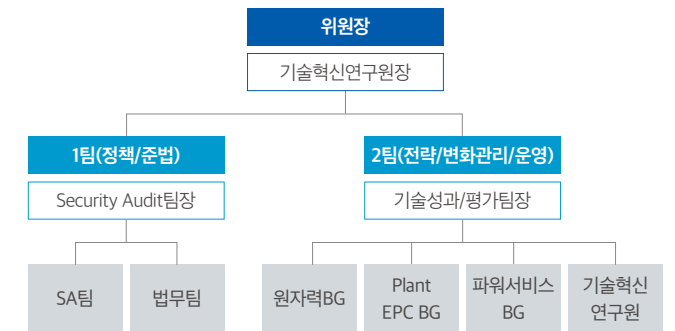 위원장
기술혁신연구원장
1팀(정책/준법)
2팀(전략/변화관리/운영)
Security Audit팀장
기술성과/평가팀장
SA팀
법무팀
원자력BG
Plant
EPC BG
파워서비스
BG
기술혁신
연구원